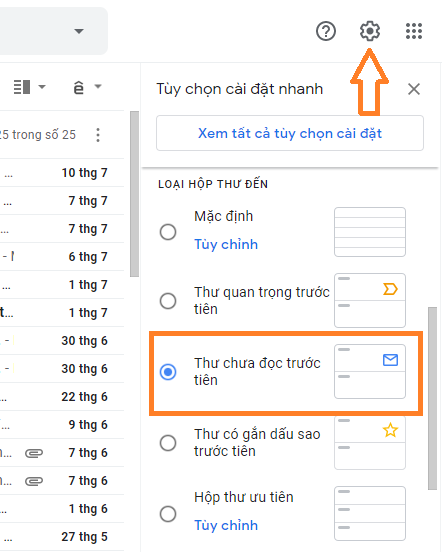 ê
Tùy chọn cài đặt nhanh
25 trong số 25
Xem tất cả tùy chọn cài đặt
LOẠI HỘP THƯ ĐẾN
Mặc định
Tùy chỉnh
Thư quan trọng trước
tiên
Thư chưa đọc trước
tiên
Thư có gắn dấu sao
trước tiên
Hộp thư ưu tiên
Tùy chỉnh
... 10 thg 7
7 thg 7
... 7 thg 7
- 6 thg 7
... 1 thg 7
t... 1 thg 7
- 30 thg 6
... 30 thg 6
... 22 thg 6
... 9 thg 6
... 7 thg 6
... 7 thg 6
... 1 thg 6
... 27 thg 5